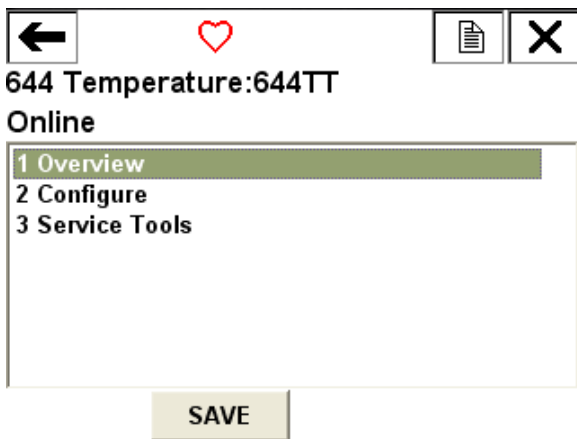 644 Temperature:644TT
Online
1 Overview
2 Configure
3 Service Tools
SAVE